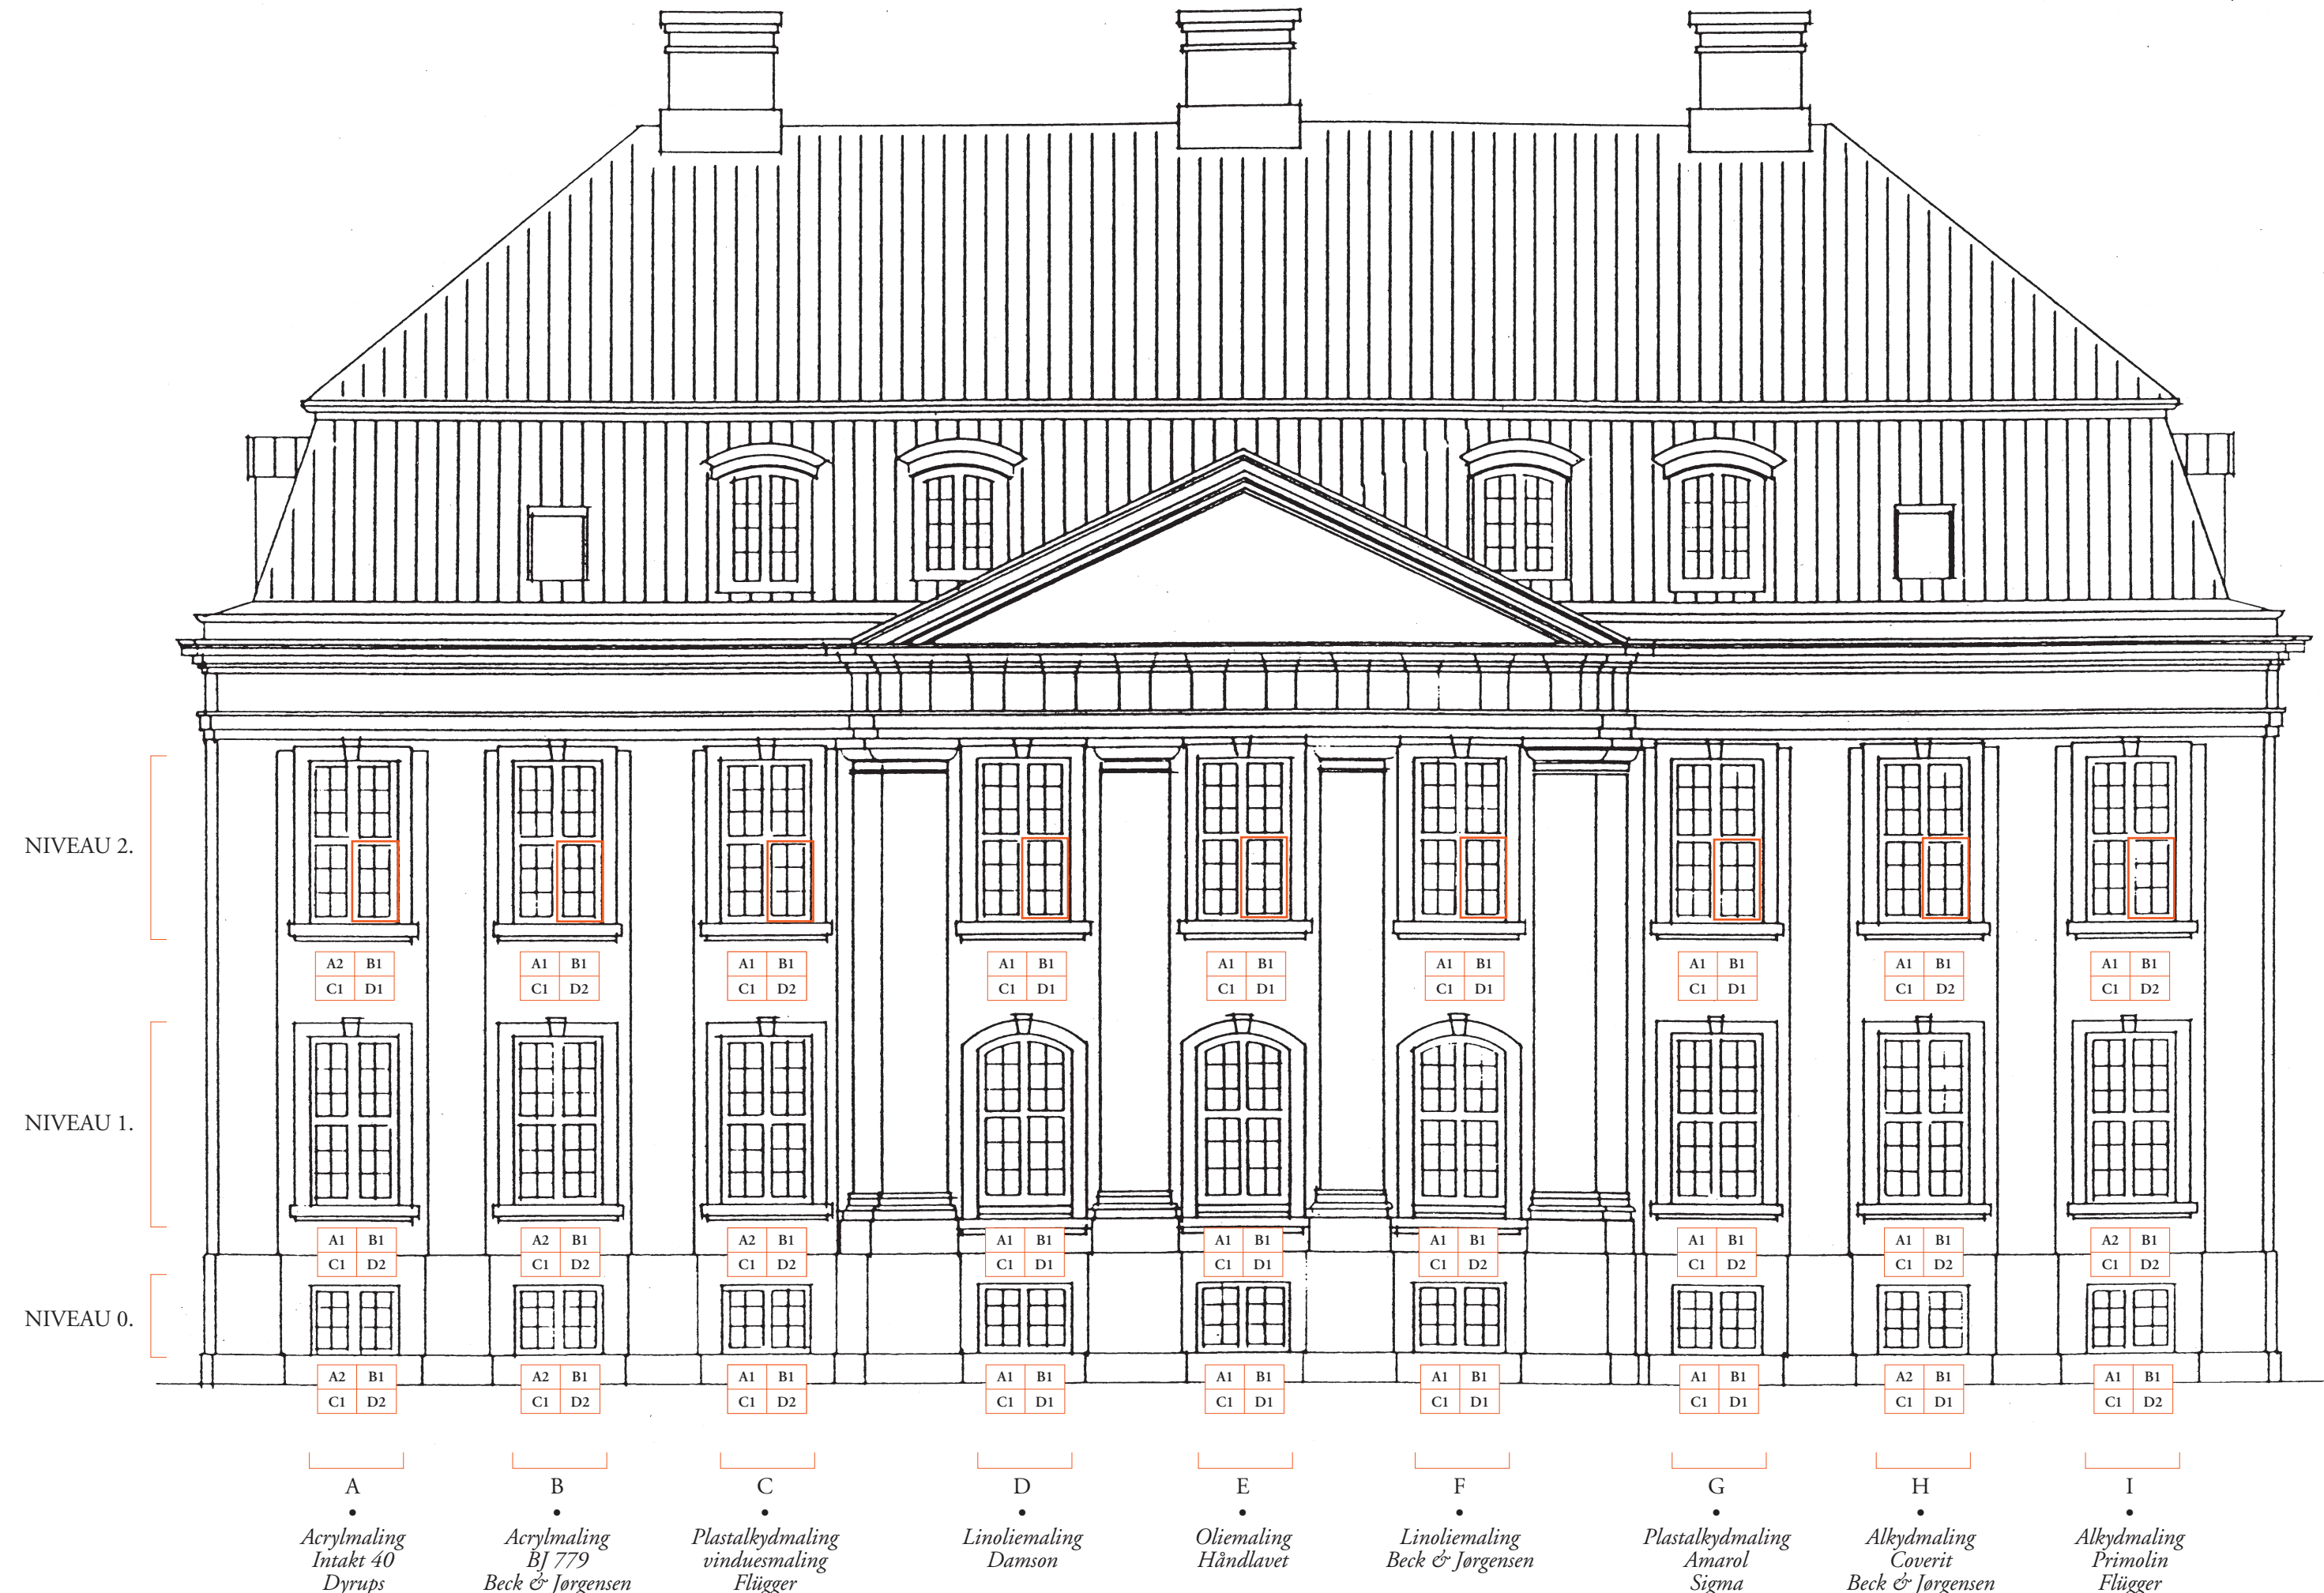 NIVEAU 2.
A2 B1 A1 B1 A1 B1 A1 B1 A1 B1 A1 B1 A1 B1 A1 B1 A1 B1
C1 D1 C1 D2 C1 D2 C1 D1 C1 D1 C1 D1 C1 D1 C1 D2 C1 D2
NIVEAU 1.
A1 B1 A2 B1 A2 B1 A1 B1 A1 B1 A1 B1 A1 B1 A1 B1 A2 B1
C1 D2 C1 D2 C1 D2 C1 D1 C1 D1 C1 D2 C1 D2 C1 D2 C1 D2
NIVEAU 0.
A2 B1 A2 B1 A1 B1 A1 B1 A1 B1 A1 B1 A1 B1 A2 B1 A1 B1
C1 D2 C1 D2 C1 D2 C1 D1 C1 D1 C1 D1 C1 D1 C1 D1 C1 D2
A
•
Acrylmaling
Intakt 40
Dyrups
B
•
Acrylmaling
BJ 779
Beck & Jørgensen
C
•
Plastalkydmaling
vinduesmaling
Flügger
D
•
Linoliemaling
Damson
E
•
Oliemaling
Håndlavet
F
•
Linoliemaling
Beck & Jørgensen
G
•
Plastalkydmaling
Amarol
Sigma
H
•
Alkydmaling
Coverit
Beck & Jørgensen
I
•
Alkydmaling
Primolin
Flügger